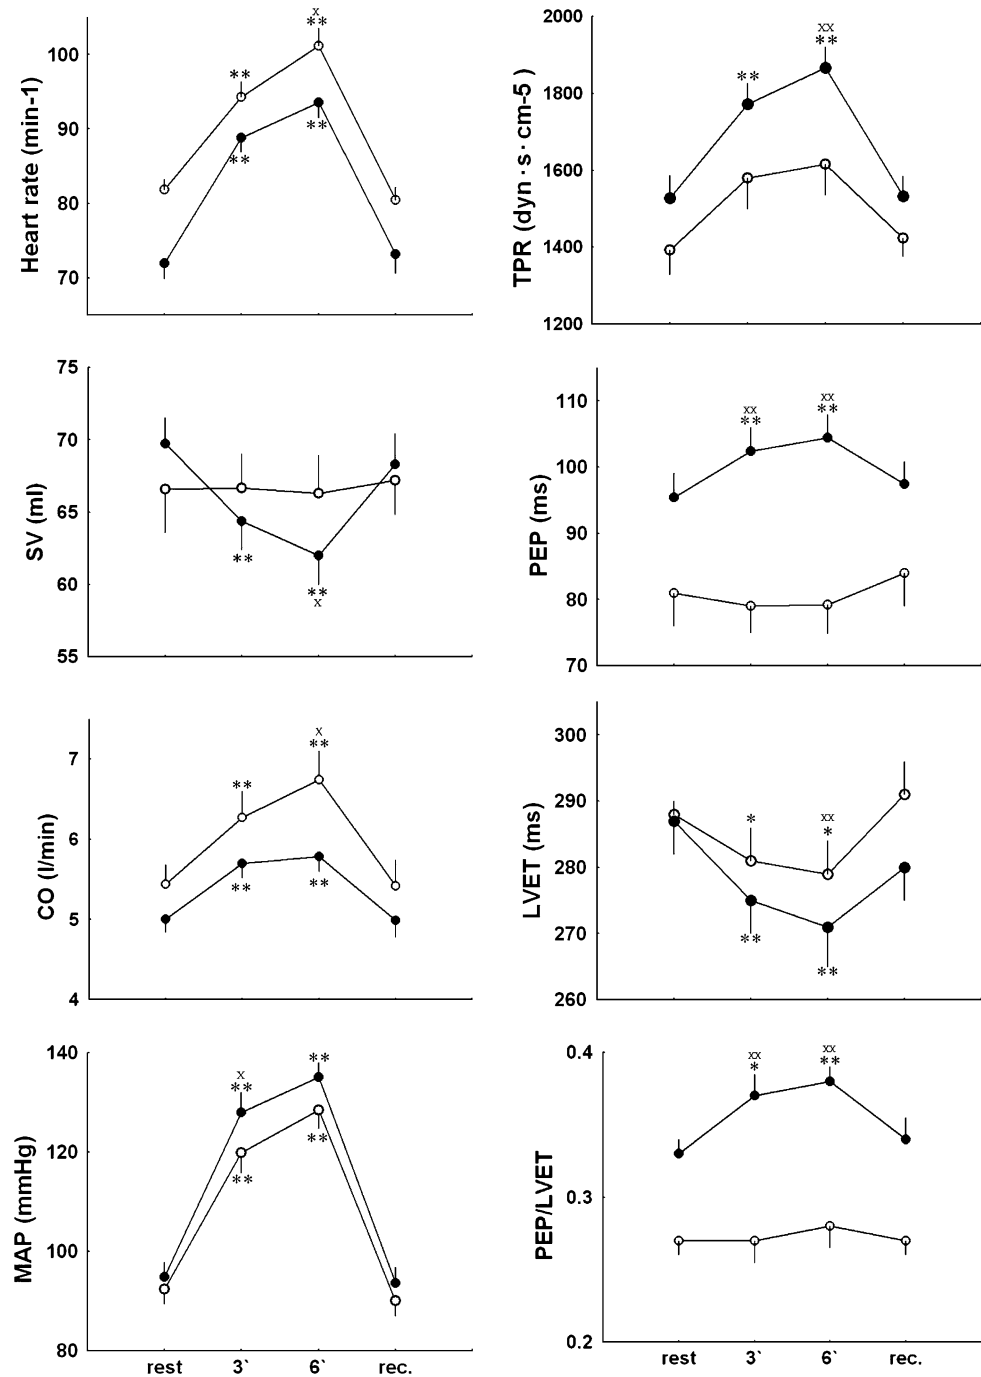 Heart rate (min-1)
100
90
80
70
x
**
**
**
**
TPR (dyn·s·cm-5 )
2000
1800
1600
1400
1200
xx
**
**
SV (ml)
75
70
65
60
55
**
**
x
PEP (ms)
110
100
90
80
70
xx
**
xx
**
CO (l/min)
7
6
5
4
x
**
**
**
**
LVET (ms)
300
290
280
270
260
*
xx
*
**
**
MAP (mmHg)
140
120
100
80
x
**
**
**
**
rest 3` 6` rec.
PEP/LVET
0.4
0.3
0.2
xx
*
xx
**
rest 3` 6` rec.